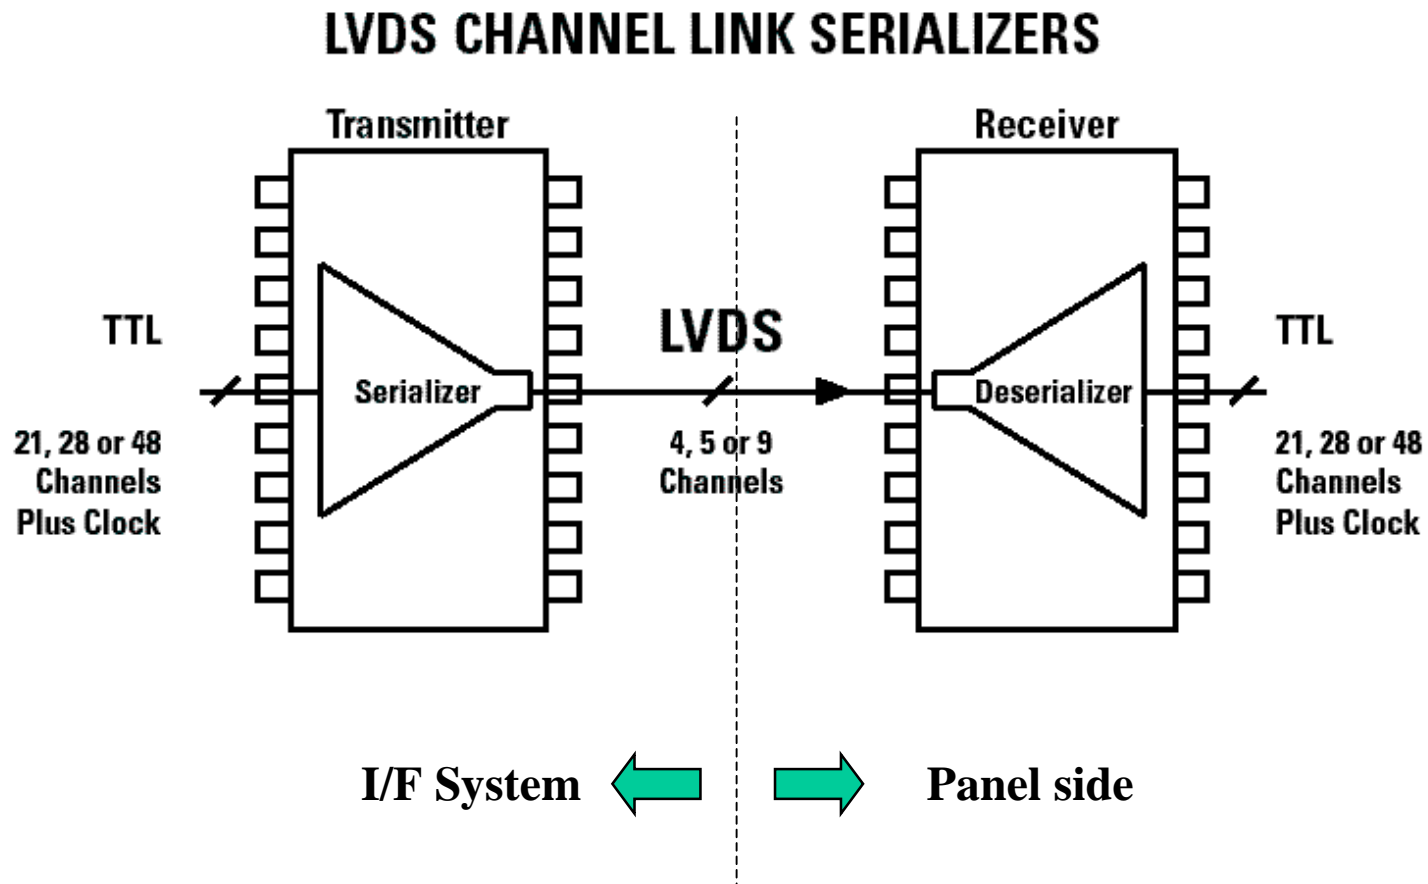 LVDS CHANNEL LINK SERIALIZERS
Transmitter
Receiver
TTL
LVDS
TTL
Serializer
Deserializer
21, 28 or 48
Channels
Plus Clock
4, 5 or 9
Channels
21, 28 or 48
Channels
Plus Clock
I/F System
Panel side